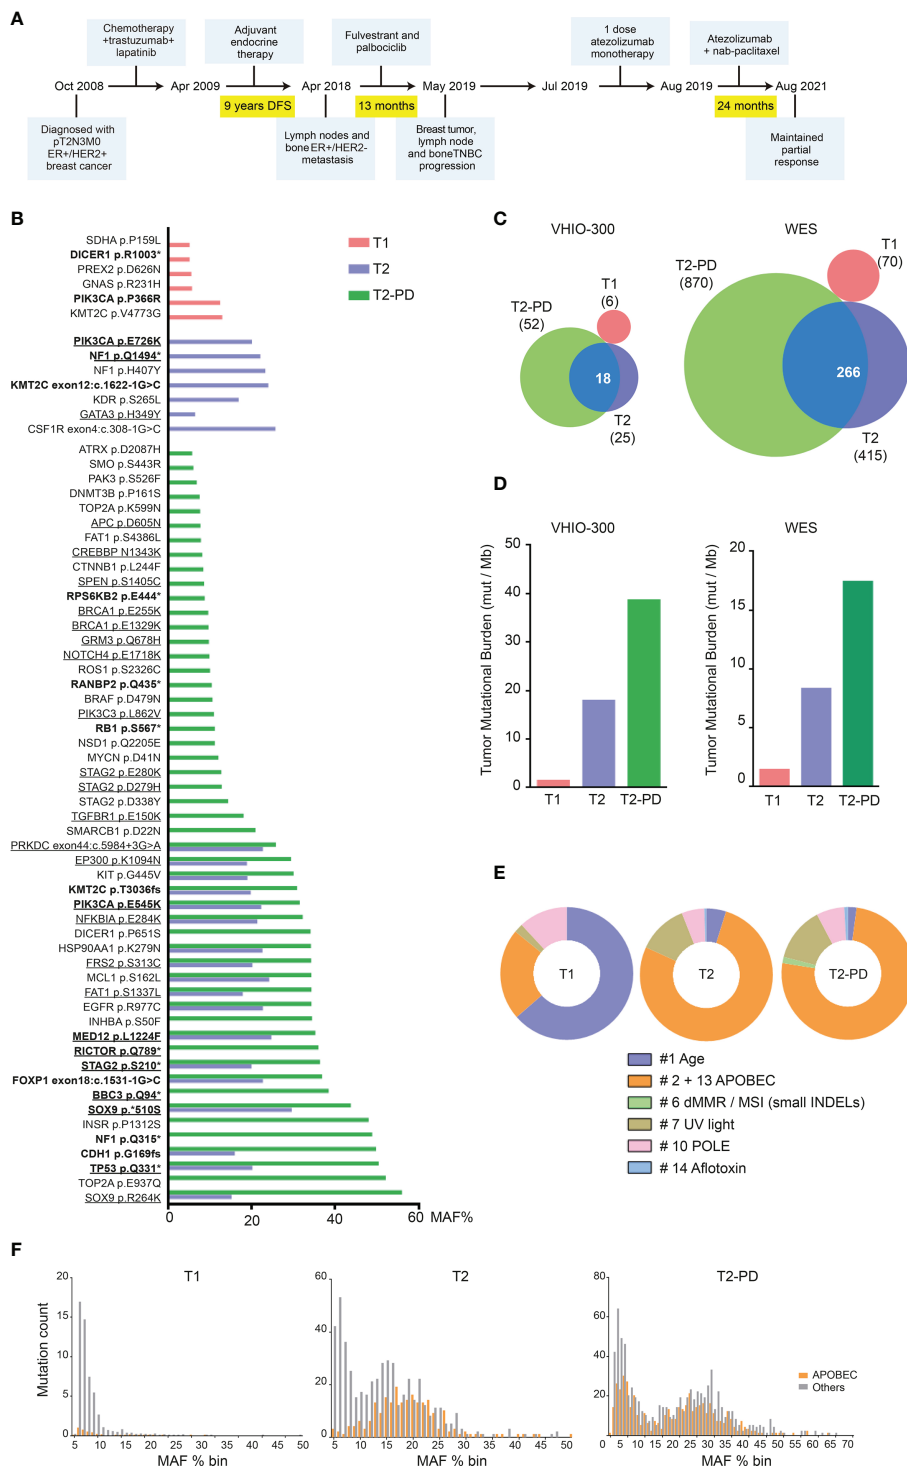 A
Chemotherapy
+trastuzumab+
lapatinib
Adjuvant
endocrine
therapy
Fulvestrant and
palbociclib
1 dose
atezolizumab
monotherapy
Atezolizumab
+ nab-paclitaxel
Oct 2008
Apr 2009
Apr 2018
May 2019
Jul 2019
Aug 2019
Aug 2021
9 years DFS
13 months
24 months
Diagnosed with
pT2N3M0
ER+/HER2+
breast cancer
Lymph nodes and
bone ER+/HER2-
metastasis
Breast tumor,
lymph node
and boneTNBC
progression
Maintained
partial
response
B
SDHA p.P159L
DICER1 p.R1003*
PREX2 p.D626N
GNAS p.R231H
PIK3CA p.P366R
KMT2C p.V4773G
PIK3CA p.E726K
NF1 p.Q1494*
NF1 p.H407Y
KMT2C exon12:c.1622-1G>C
KDR p.S265L
GATA3 p.H349Y
CSF1R exon4:c.308-1G>C
ATRX p.D2087H
SMO p.S443R
PAK3 p.S526F
DNMT3B p.P161S
TOP2A p.K599N
APC p.D605N
FAT1 p.S4386L
CREBBP N1343K
CTNNB1 p.L244F
SPEN p.S1405C
RPS6KB2 p.E444*
BRCA1 p.E255K
BRCA1 p.E1329K
GRM3 p.Q678H
NOTCH4 p.E1718K
ROS1 p.S2326C
RANBP2 p.Q435*
BRAF p.D479N
PIK3C3 p.L862V
RB1 p.S567*
NSD1 p.Q2205E
MYCN p.D41N
STAG2 p.E280K
STAG2 p.D279H
STAG2 p.D338Y
TGFBR1 p.E150K
SMARCB1 p.D22N
PRKDC exon44:c.5984+3G>A
EP300 p.K1094N
KIT p.G445V
KMT2C p.T3036fs
PIK3CA p.E545K
NFKBIA p.E284K
DICER1 p.P651S
HSP90AA1 p.K279N
FRS2 p.S313C
MCL1 p.S162L
FAT1 p.S1337L
EGFR p.R977C
INHBA p.S50F
MED12 p.L1224F
RICTOR p.Q789*
STAG2 p.S210*
FOXP1 exon18:c.1531-1G>C
BBC3 p.Q94*
SOX9 p.*510S
INSR p.P1312S
NF1 p.Q315*
CDH1 p.G169fs
TP53 p.Q331*
TOP2A p.E937Q
SOX9 p.R264K
0 20 40 60
MAF%
T1
T2
T2-PD
C
VHIO-300
T1
(6)
T2-PD
(52)
18
T2
(25)
WES
T1
(70)
T2-PD
(870)
266
T2
(415)
D
VHIO-300
Tumor Mutational Burden (mut / Mb)
50
40
30
20
10
0
T1 T2 T2-PD
WES
Tumor Mutational Burden (mut / Mb)
20
15
10
5
0
T1 T2 T2-PD
E
T1
T2
T2-PD
#1 Age
# 2 + 13 APOBEC
# 6 dMMR / MSI (small INDELs)
# 7 UV light
# 10 POLE
# 14 Aflotoxin
F
T1
Mutation count
20
15
10
5
0
5 10 15 20 25 30 35 40 45 50
MAF % bin
T2
60
40
20
0
5 10 15 20 25 30 35 40 45 50
MAF % bin
T2-PD
80
60
40
20
0
0 5 10 15 20 25 30 35 40 45 50 55 60 65 70
MAF % bin
APOBEC
Others